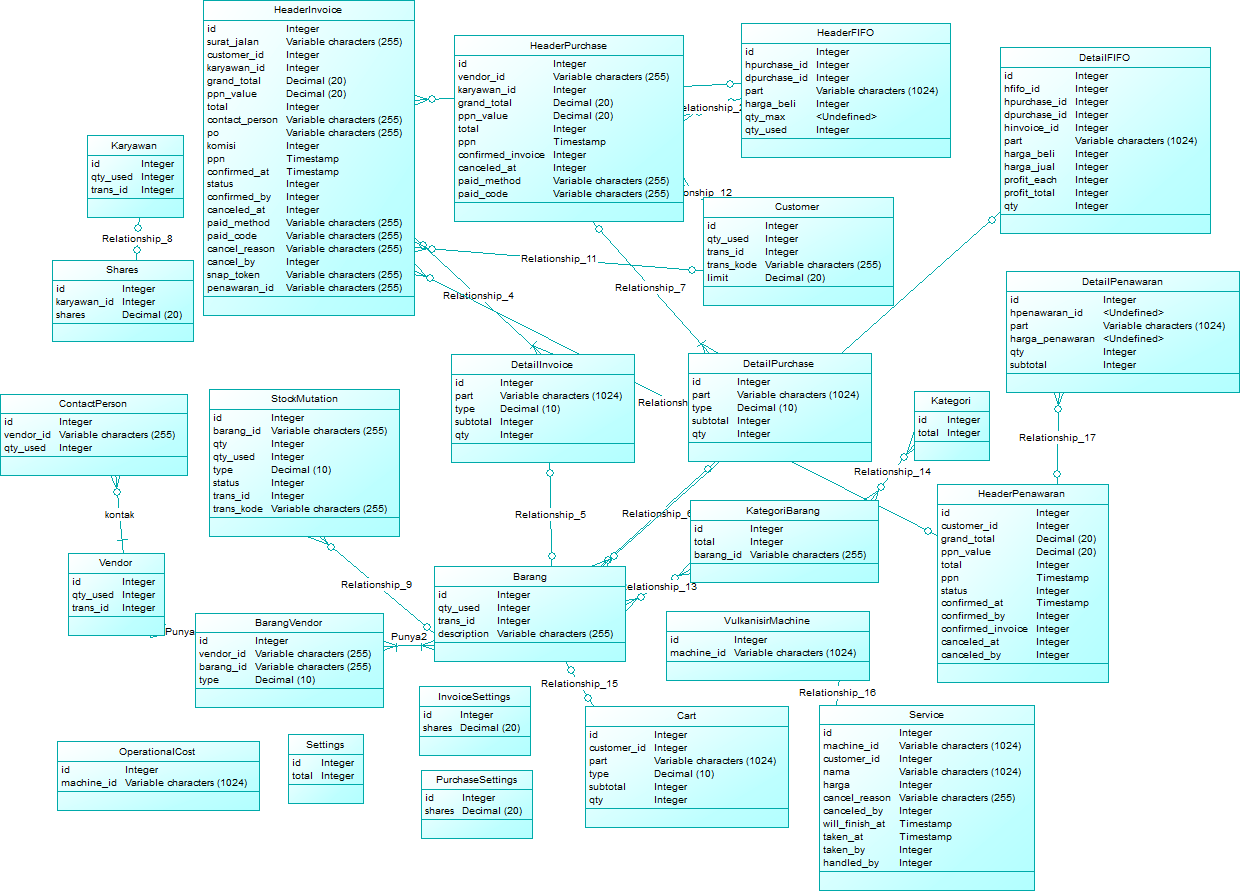 HeaderInvoice
id Integer
surat_jalan Variable characters (255)
customer_id Integer
karyawan_id Integer
grand_total Decimal (20)
ppn_value Decimal (20)
total Integer
contact_person Variable characters (255)
po Variable characters (255)
komisi Integer
ppn Timestamp
confirmed_at Timestamp
status Integer
confirmed_by Integer
canceled_at Integer
paid_method Variable characters (255)
paid_code Variable characters (255)
cancel_reason Variable characters (255)
cancel_by Integer
snap_token Variable characters (255)
penawaran_id Variable characters (255)
HeaderPurchase
id Integer
vendor_id Variable characters (255)
karyawan_id Integer
grand_total Decimal (20)
ppn_value Decimal (20)
total Integer
ppn Timestamp
confirmed_invoice Integer
canceled_at Integer
paid_method Variable characters (255)
paid_code Variable characters (255)
HeaderFIFO
id Integer
hpurchase_id Integer
dpurchase_id Integer
part Variable characters (1024)
harga_beli Integer
qty_max <Undefined>
qty_used Integer
DetailFIFO
id Integer
hfifo_id Integer
hpurchase_id Integer
dpurchase_id Integer
hinvoice_id Integer
part Variable characters (1024)
harga_beli Integer
harga_jual Integer
profit_each Integer
profit_total Integer
qty Integer
Karyawan
id Integer
qty_used Integer
trans_id Integer
Relationship_8
Shares
id Integer
karyawan_id Integer
shares Decimal (20)
elationship_
nship_12
Customer
id Integer
qty_used Integer
trans_id Integer
trans_kode Variable characters (255)
limit Decimal (20)
Relationship_11
Relationship_4
Relationship_7
DetailPenawaran
id Integer
hpenawaran_id <Undefined>
part Variable characters (1024)
harga_penawaran <Undefined>
qty Integer
subtotal Integer
DetailInvoice
id Integer
part Variable characters (1024)
type Decimal (10)
subtotal Integer
qty Integer
Relationsh
DetailPurchase
id Integer
part Variable characters (1024)
type Decimal (10)
subtotal Integer
qty Integer
Kategori
id Integer
total Integer
Relationship_17
Relationship_14
ContactPerson
id Integer
vendor_id Variable characters (255)
qty_used Integer
StockMutation
id Integer
barang_id Variable characters (255)
qty Integer
qty_used Integer
type Decimal (10)
status Integer
trans_id Integer
trans_kode Variable characters (255)
kontak
Relationship_5
Relationship_6
KategoriBarang
id Integer
total Integer
barang_id Variable characters (255)
HeaderPenawaran
id Integer
customer_id Integer
grand_total Decimal (20)
ppn_value Decimal (20)
total Integer
ppn Timestamp
status Integer
confirmed_at Timestamp
confirmed_by Integer
confirmed_invoice Integer
canceled_at Integer
canceled_by Integer
Vendor
id Integer
qty_used Integer
trans_id Integer
Relationship_9
Barang
id Integer
qty_used Integer
trans_id Integer
description Variable characters (255)
elationship_13
Punya
BarangVendor
id Integer
vendor_id Variable characters (255)
barang_id Variable characters (255)
type Decimal (10)
Punya2
VulkanisirMachine
id Integer
machine_id Variable characters (1024)
Relationship_15
Relationship_16
InvoiceSettings
id Integer
shares Decimal (20)
Cart
id Integer
customer_id Integer
part Variable characters (1024)
type Decimal (10)
subtotal Integer
qty Integer
Service
id Integer
machine_id Variable characters (1024)
customer_id Integer
nama Variable characters (1024)
harga Integer
cancel_reason Variable characters (255)
canceled_by Integer
will_finish_at Timestamp
taken_at Timestamp
taken_by Integer
handled_by Integer
OperationalCost
id Integer
machine_id Variable characters (1024)
Settings
id Integer
total Integer
PurchaseSettings
id Integer
shares Decimal (20)